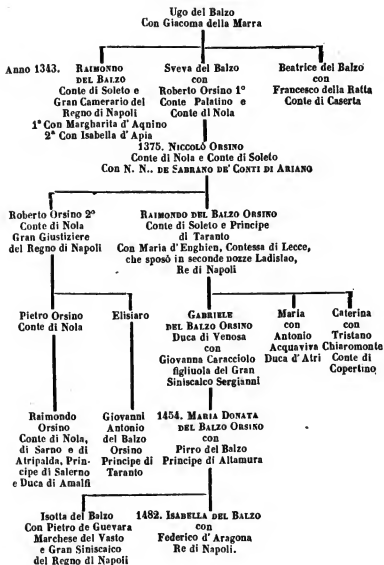 Ugo del Balzo
Con Giacoma della Marra
Anno 1343.
RAIMONDO
DEL BALZO
Conte di Soleto e
Gran Camerario del
Regno di Napoli
1ª Con Margharita d' Aqnino
2ª Con Isabella d' Apia
Sveva del Balzo
con
Roberto Orsino 1º
Conte Palatino e
Conte di Nola
Beatrice del Balzo
con
Francesco della Ratta
Conte di Caserta
1375. NICCOLÒ ORSINO
Conte di Nola e Conte di Soleto
Con N. N.. DE SABRANO DE' CONTI DI ARIANO
Roberto Orsino 2º
Conte di Nola
Gran Giustiziere
del Regno di Napoli
RAIMONDO DEL BALZO ORSINO
Conte di Soleto e Principe
di Taranto
Con Maria d'Enghien, Contessa di Lecce,
che sposò in seconde nozze Ladislao,
Re di Napoli
Pietro Orsino
Conte di Nola
Elisiaro
GABRIELE
DEL BALZO ORSINO
Duca di Venosa
con
Giovanna Caracciolo
figliuola del Gran
Siniscalco Sergianni
Maria
con
Antonio
Acquaviva
Duca d'Atri
Caterina
con
Tristano
Chiaromonte
Conte di
Copertino
Raimondo
Orsino
Conte di Nola,
di Sarno e di
Atripalda, Prin-
cipe di Salerno
e Duca di Amalfi
Giovanni
Antonio
del Balzo
Orsino
Principe di
Taranto
1454. MARIA DONATA
DEL BALZO ORSINO
con
Pirro del Balzo
Principe di Altamura
Isotta del Balzo
Con Pietro de Guevara
Marchese del Vasto
e Gran Siniscalco
del Regno di Napoli
1482. ISABELLA DEL BALZO
con
Federico d' Aragona
Re di Napoli.